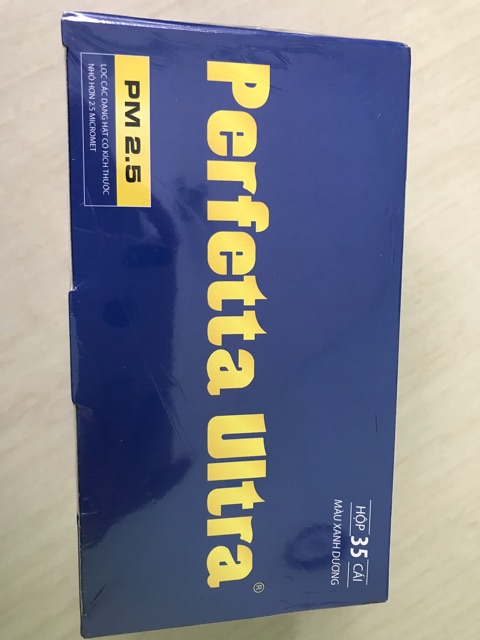 HỘP 35 CÁI
MÀU XANH DƯƠNG
Perfetta Ultra®
PM 2.5
LỌC CÁC DẠNG HẠT CÓ KÍCH THƯỚC
NHỎ HƠN 2.5 MICROMET